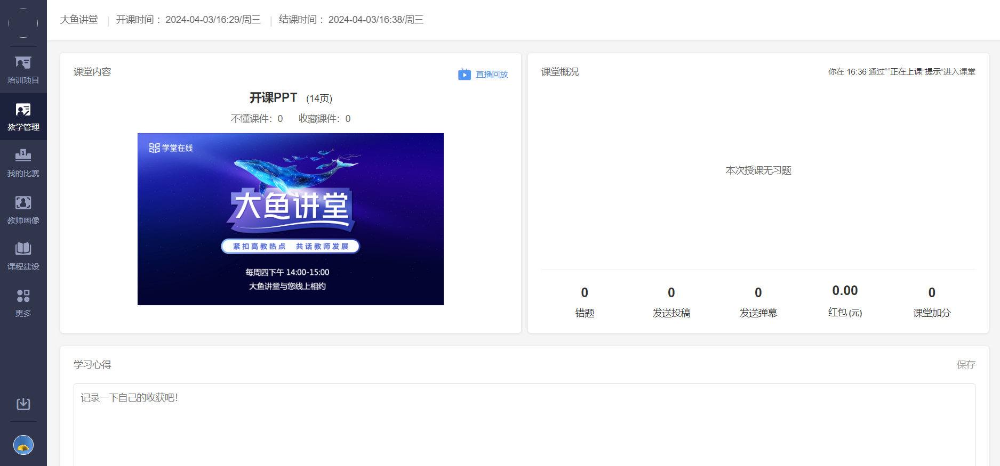 大鱼讲堂 | 开课时间 ：2024-04-03/16:29/周三 | 结课时间 ：2024-04-03/16:38/周三
培训项目
教学管理
1
我的比赛
教师画像
课程建设
更多
课堂内容
直播回放
开课PPT (14页)
不懂课件：0 收藏课件：0
学堂在线
大鱼讲堂
紧扣高教热点 共话教师发展
每周四下午 14:00-15:00
大鱼讲堂与您线上相约
课堂概况
你在 16:36 通过““正在上课”提示”进入课堂
本次授课无习题
0 0 0 0.00 0
错题 发送投稿 发送弹幕 红包 (元) 课堂加分
学习心得
保存
记录一下自己的收获吧！